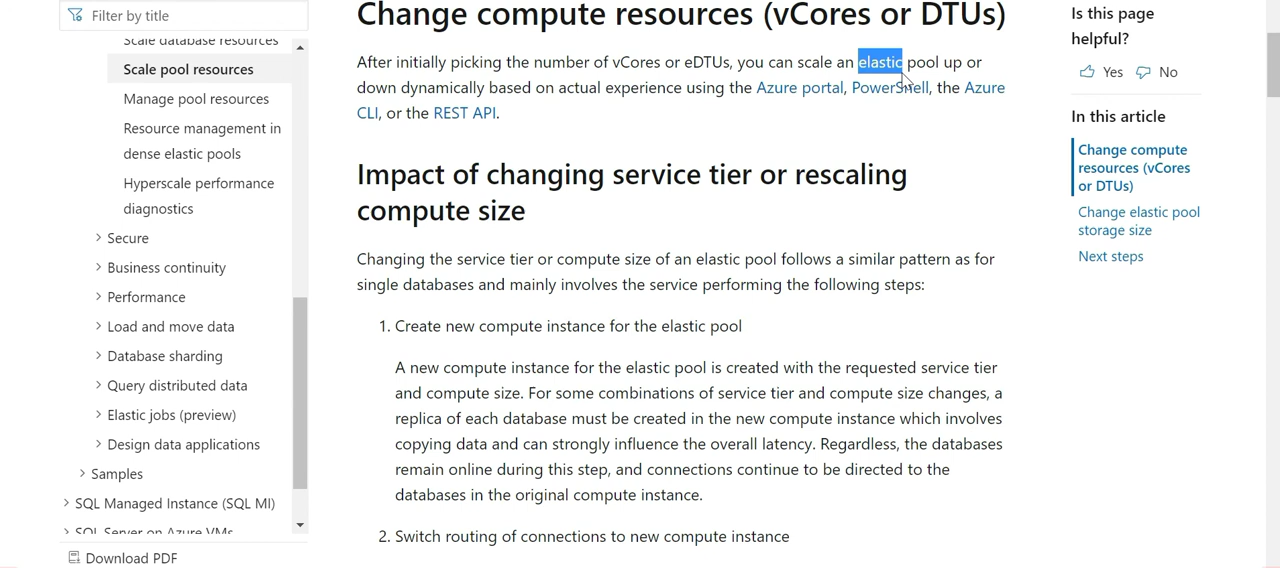 Filter by title
Scale database resources
Scale pool resources
Manage pool resources
Resource management in
dense elastic pools
Hyperscale performance
diagnostics
Secure
Business continuity
Performance
Load and move data
Database sharding
Query distributed data
Elastic jobs (preview)
Design data applications
Samples
SQL Managed Instance (SQL MI)
SQL Server on Azure VMs
Download PDF
Change compute resources (vCores or DTUs)
After initially picking the number of vCores or eDTUs, you can scale an elastic pool up or
down dynamically based on actual experience using the Azure portal, PowerShell, the Azure
CLI, or the REST API.
Impact of changing service tier or rescaling
compute size
Changing the service tier or compute size of an elastic pool follows a similar pattern as for
single databases and mainly involves the service performing the following steps:
1. Create new compute instance for the elastic pool
A new compute instance for the elastic pool is created with the requested service tier
and compute size. For some combinations of service tier and compute size changes, a
replica of each database must be created in the new compute instance which involves
copying data and can strongly influence the overall latency. Regardless, the databases
remain online during this step, and connections continue to be directed to the
databases in the original compute instance.
2. Switch routing of connections to new compute instance
Is this page
helpful?
Yes No
In this article
Change compute
resources (vCores
or DTUs)
Change elastic pool
storage size
Next steps